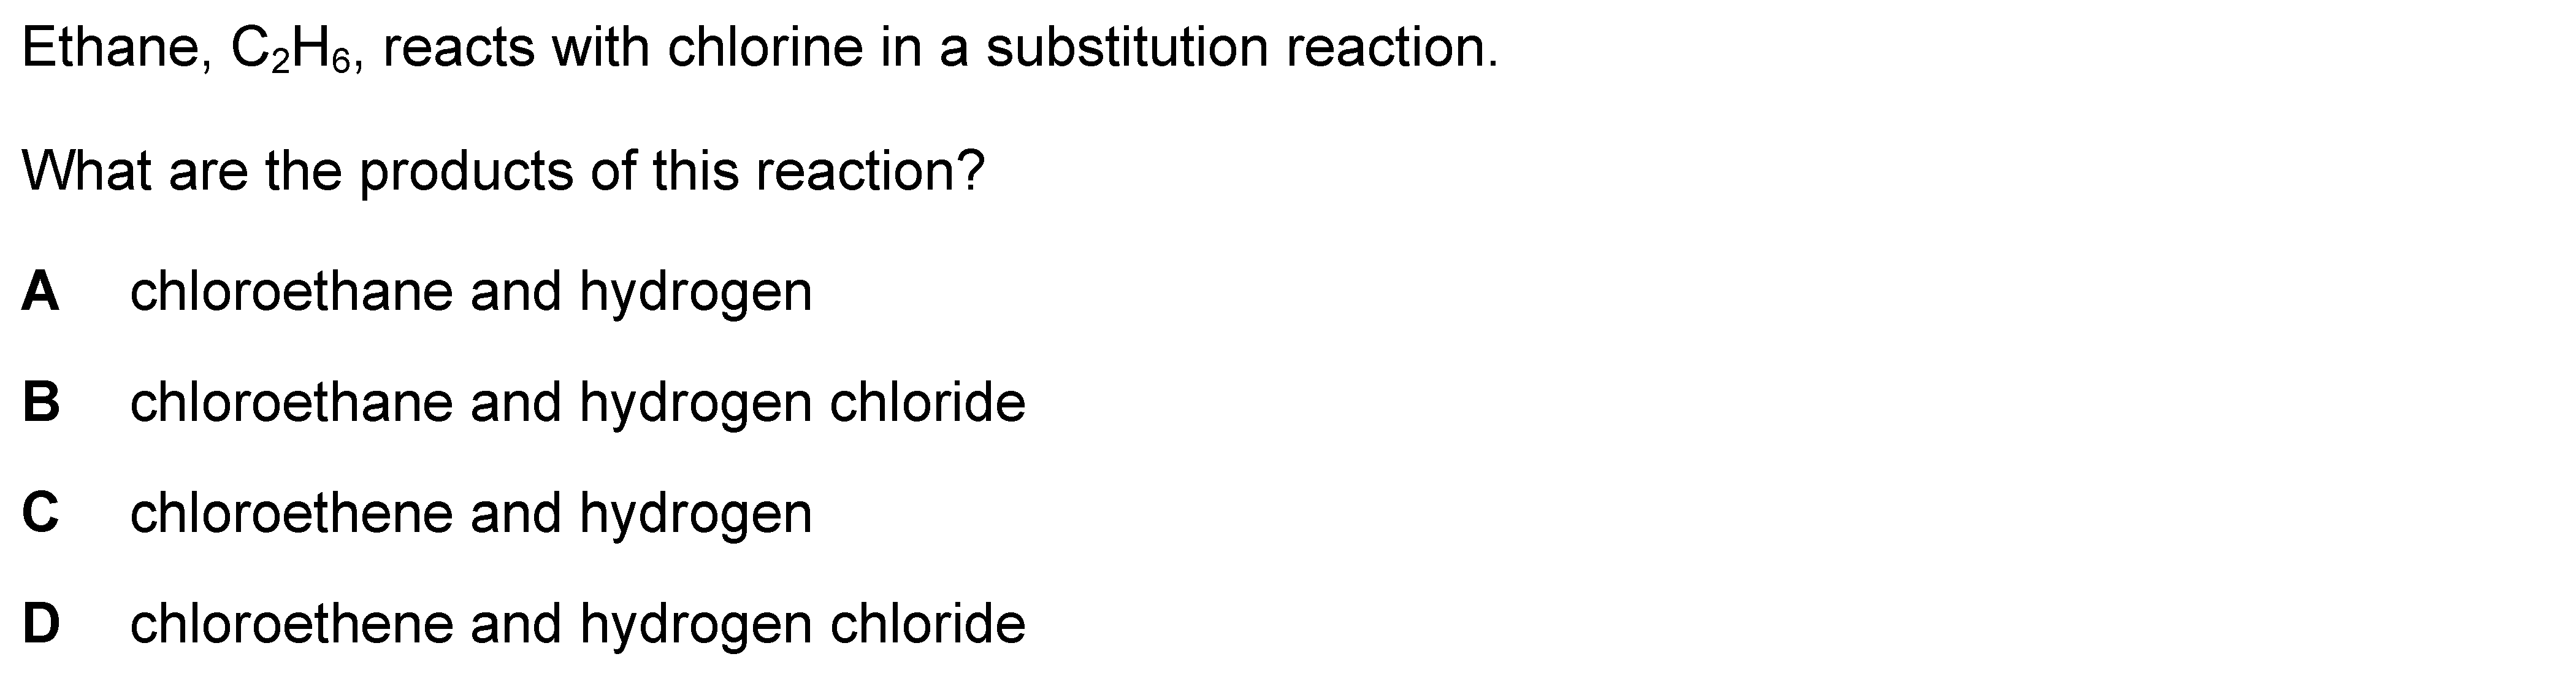 Ethane, C₂H₆, reacts with chlorine in a substitution reaction.
What are the products of this reaction?
A chloroethane and hydrogen
B chloroethane and hydrogen chloride
C chloroethene and hydrogen
D chloroethene and hydrogen chloride